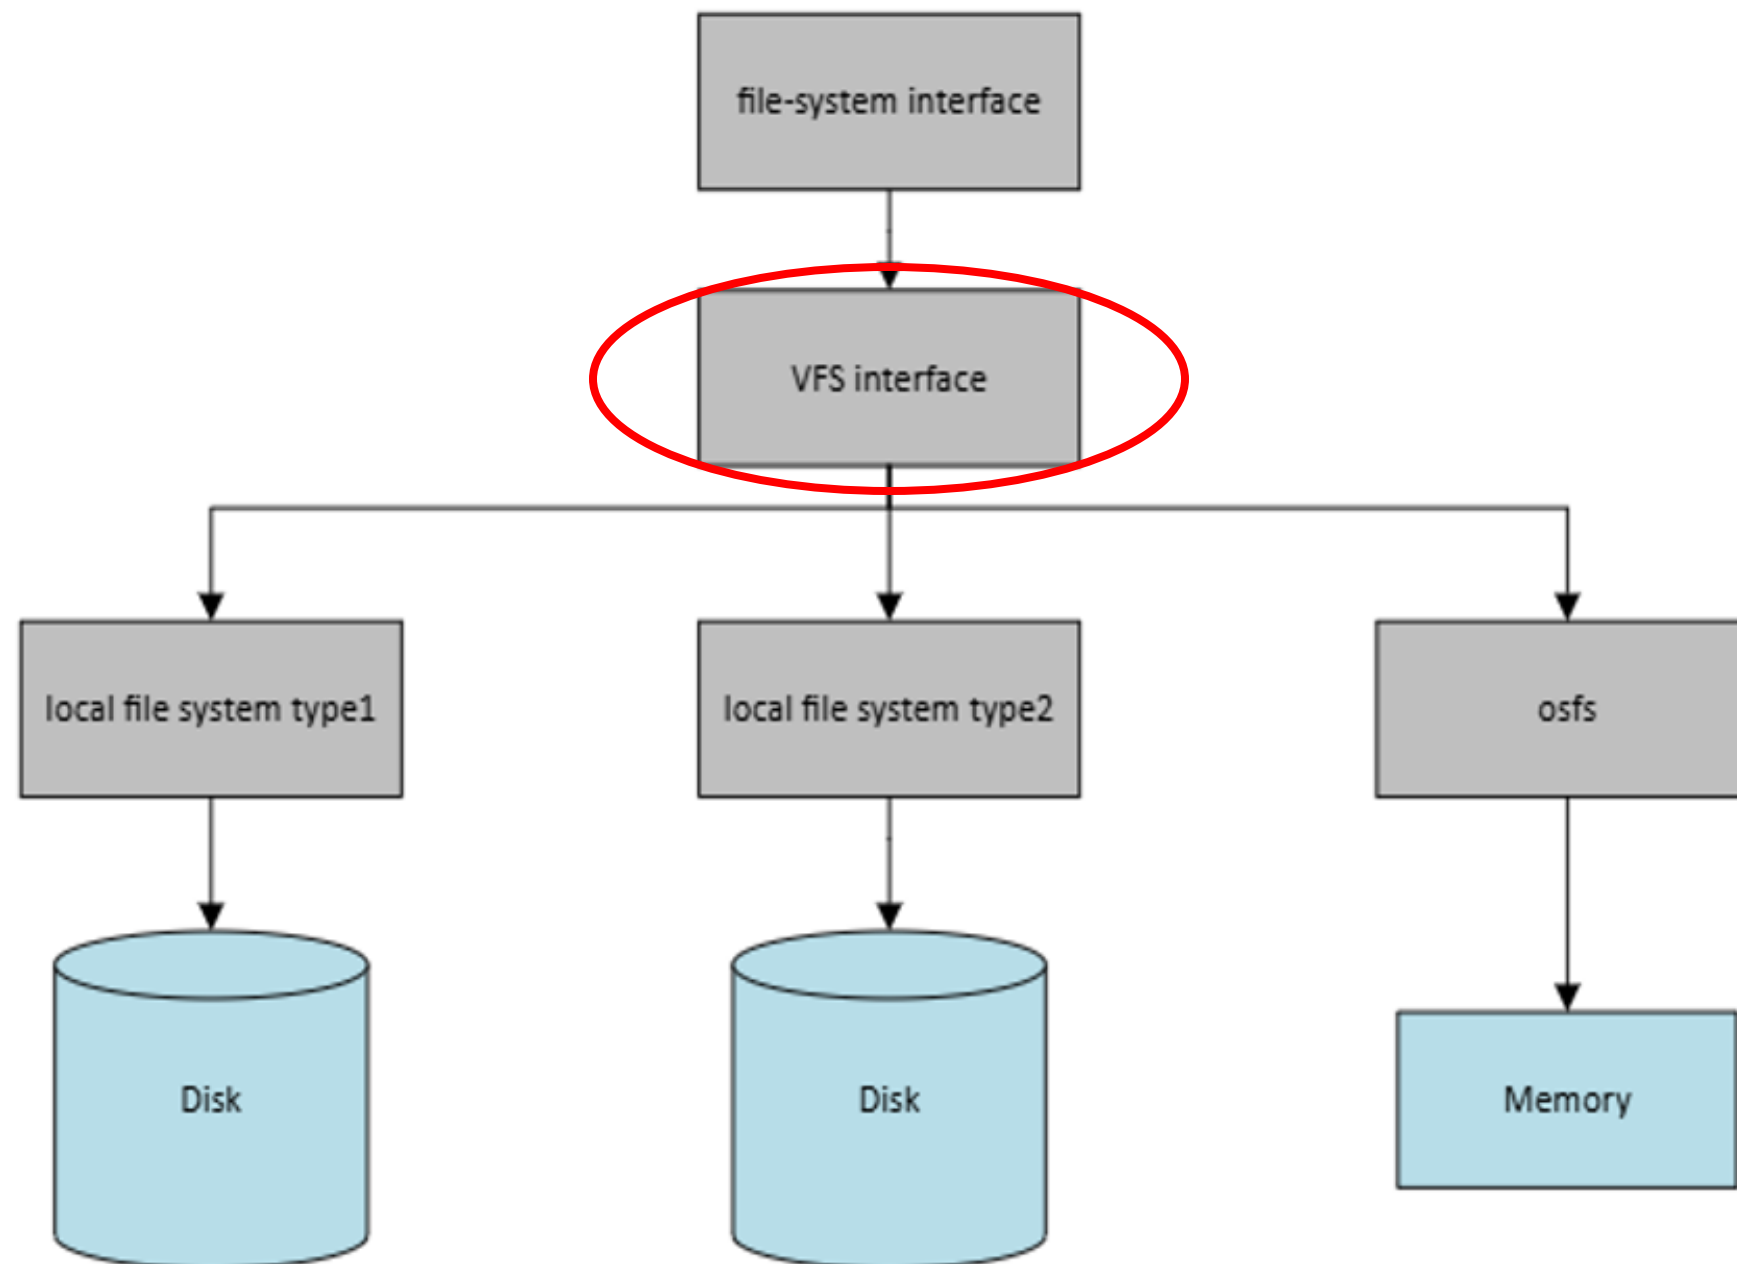 file-system interface
VFS interface
local file system type1
local file system type2
osfs
Disk
Disk
Memory